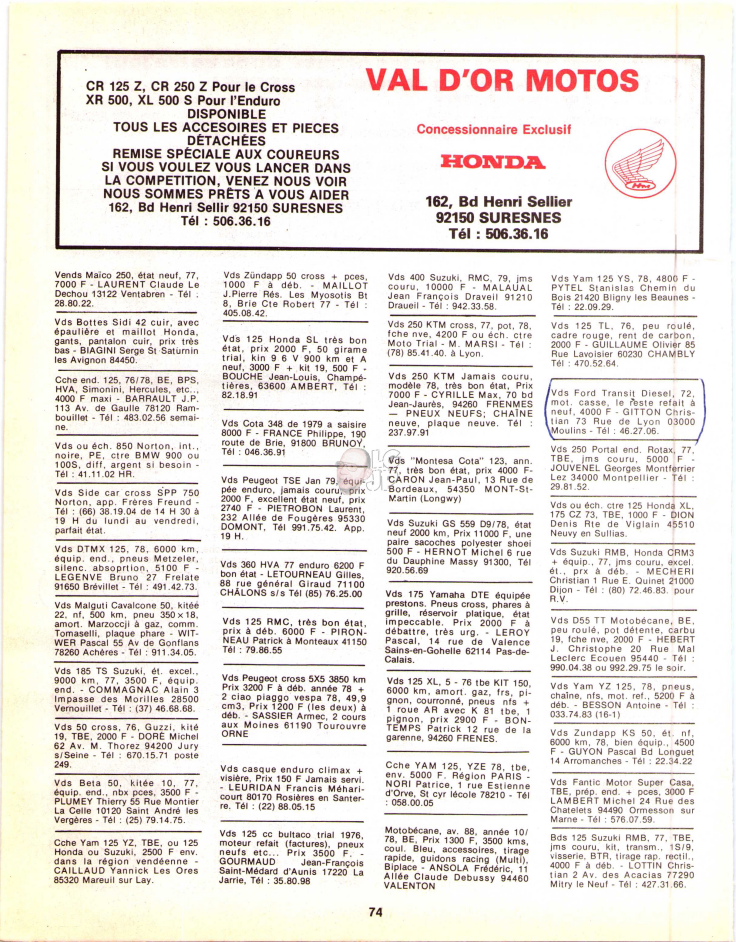 CR 125 Z, CR 250 Z Pour le Cross
XR 500, XL 500 S Pour l'Enduro
DISPONIBLE
TOUS LES ACCESOIRES ET PIECES
DÉTACHÉES
REMISE SPÉCIALE AUX COUREURS
SI VOUS VOULEZ VOUS LANCER DANS
LA COMPETITION, VENEZ NOUS VOIR
NOUS SOMMES PRÊTS A VOUS AIDER
162, Bd Henri Sellir 92150 SURESNES
Tél : 506.36.16
VAL D'OR MOTOS
Concessionnaire Exclusif
HONDA
HM
162, Bd Henri Sellier
92150 SURESNES
Tél : 506.36.16
Vends Maïco 250, état neuf, 77,
7000 F - LAURENT Claude Le
Dechou 13122 Ventabren - Tél :
28.80.22.
Vds Bottes Sidi 42 cuir, avec
épaulière et maillot Honda,
gants, pantalon cuir, prix très
bas - BIAGINI Serge St Saturnin
les Avignon 84450.
Cche end. 125, 76/78, BE, BPS,
HVA, Simonini, Hercules, etc..,
4000 F maxi - BARRAULT J.P.
113 Av. de Gaulle 78120 Ram-
bouillet - Tél : 483.02.56 semai-
ne.
Vds ou éch. 850 Norton, int.,
noire, PE, ctre BMW 900 ou
100S, diff, argent si besoin -
Tél : 41.11.02 HR.
Vds Side car cross SPP 750
Norton, app. Frères Freund -
Tél : (66) 38.19.04 de 14 H 30 à
19 H du lundi au vendredi,
parfait état.
Vds DTMX 125, 78, 6000 km,
équip. end., pneus Metzeler,
silenc. absoprtion, 5100 F -
LEGENVE Bruno 27 Frelate
91650 Brévillet - Tél : 491.42.73.
Vds Malguti Cavalcone 50, kitée
22, nf, 500 km, pneu 350 x 18,
amort. Marzocci à gaz, comm.
Tomaselli, plaque phare - WIT-
WER Pascal 55 Av de Gonflans
78260 Achères - Tél : 911.34.05.
Vds 185 TS Suzuki, ét. excel.,
9000 km, 77, 3500 F, équip.
end. - COMMAGNAC Alain 3
Impasse des Morilles 28500
Vernouillet - Tél : (37) 46.68.68.
Vds 50 cross, 76, Guzzi, kité
19, TBE, 2000 F - DORÉ Michel
62 Av. M. Thorez 94200 Jury
s/Seine - Tél : 670.15.71 poste
249.
Vds Beta 50, kitée 10, 77,
équip. end., nbx pces, 3500 F -
PLUMEY Thierry 55 Rue Montier
La Celle 10120 Saint André les
Vergères - Tél : (25) 79.14.75.
Cche Yam 125 YZ, TBE, ou 125
Honda ou Suzuki, 2500 F env.
dans la région vendéenne -
CAILLAUD Yannick Les Ores
85320 Mareuil sur Lay.
Vds Zündapp 50 cross + pces,
1000 F à déb. - MAILLOT
J.Pierre Rés. Les Myosotis Bt
8, Brie Cte Robert 77 - Tél :
405.08.42.
Vds 125 Honda SL très bon
état, prix 2000 F, 50 girame
trial, kin 9 6 V 900 km et A
neuf, 3000 F + kit 19, 500 F -
BOUCHE Jean-Louis, Champé-
tières, 63600 AMBERT, Tél :
82.18.91
Vds Cota 348 de 1979 a saisire
8000 F - FRANCE Philippe, 190
route de Brie, 91800 BRUNOY,
Tél : 046.36.91
Vds Peugeot TSE Jan 79, équi-
pée enduro, jamais couru, prix
2000 F, excellent état neuf, prix
2740 F - PIETROBON Laurent,
232 Allée de Fougères 95330
DOMONT, Tél 991.75.42. App.
19 H.
Vds 360 HVA 77 enduro 6200 F
bon état - LETOURNEAU Gilles,
88 rue général Giraud 71100
CHÂLONS s/s Tél (85) 76.25.00
Vds 125 RMC, très bon état,
prix à déb. 6000 F - PIRON-
NEAU Patrick à Monteaux 41150
Tél : 79.86.55
Vds Peugeot cross 5X5 3850 km
Prix 3200 F à déb. année 78 +
2 ciao piaggo vespa 78, 49,9
cm3, Prix 1200 F (les deux) à
déb. - SASSIER Armec, 2 cours
aux Moines 61190 Tourouvre
ORNE
Vds casque enduro climax +
visière, Prix 150 F Jamais servi.
- LEURIDAN Francis Méhari-
court 80170 Rosières en Santer-
re. Tél : (22) 88.05.15
Vds 125 cc bultaco trial 1976,
moteur refait (factures), pneus
neufs etc... Prix 3500 F. -
GOURMAUD Jean-François
Saint-Médard d'Aunis 17220 La
Jarrie, Tél : 35.80.98
Vds 400 Suzuki, RMC, 79, jms
couru, 10000 F - MALAUAL
Jean François Draveil 91210
Draueil - Tél : 942.33.58.
Vds 250 KTM cross, 77, pot, 78,
fche nve, 4200 F ou éch. ctre
Moto Trial - M. MARSI - Tél :
(78) 85.41.40. à Lyon.
Vds 250 KTM Jamais couru,
modèle 78, très bon état, Prix
7000 F - CYRILLE Max, 70 bd
Jean-Jaurès, 94260 FRENMES
— PNEUX NEUFS; CHAÎNE
neuve, plaque neuve. Tél :
237.97.91
Vds "Montesa Cota" 123, ann.
77, très bon état, prix 4000 F-
CARON Jean-Paul, 13 Rue de
Bordeaux, 54350 MONT-St-
Martin (Longwy)
Vds Suzuki GS 559 D9/78, état
neuf 2000 km, Prix 11000 F, une
paire sacoches polyester shoei
500 F - HERNOT Michel 6 rue
du Dauphine Massy 91300, Tél
920.56.69
Vds 175 Yamaha DTE équipée
prestons. Pneus cross, phares à
grille, réservoir platique, état
impeccable. Prix 2000 F à
débattre, très urg. - LEROY
Pascal, 14 rue de Valence
Sains-en-Gohelle 62114 Pas-de-
Calais.
Vds 125 XL, 5 - 76 tbe KIT 150,
6000 km, amort. gaz, frs, pi-
gnon, couronné, pneus nfs +
1 roue AR avec K 81 tbe, 1
pignon, prix 2900 F - BON-
TEMPS Patrick 12 rue de la
garenne, 94260 FRENES.
Cche YAM 125, YZE 78, tbe,
env. 5000 F. Région PARIS -
NORI Patrice, 1 rue Estienne
d'Orve, St cyr lécole 78210 - Tél
: 058.00.05
Motobécane, av. 88, année 10/
78, BE, Prix 1300 F, 3500 kms,
coul. Bleu, accessoires, tirage
rapide, guidons racing (Multi),
Biplace - ANSOLA Frédéric, 11
Allée Claude Debussy 94460
VALENTON
Vds Yam 125 YS, 78, 4800 F -
PYTEL Stanislas Chemin du
Bois 21420 Bligny les Beaunes -
Tél : 22.09.29.
Vds 125 TL, 76, peu roulé,
cadre rouge, rent de carbon,
2000 F - GUILLAUME Olivier 85
Rue Lavoisier 60230 CHAMBLY
Tél : 470.52.64.
Vds Ford Transit Diesel, 72,
mot. casse, le reste refait à
neuf, 4000 F - GITTON Chris-
tian 73 Rue de Lyon 03000
Moulins - Tél : 46.27.06.
Vds 250 Portal end. Rotax, 77,
TBE, jms couru, 5000 F -
JOUVENEL Georges Montferrier
Lez 34000 Montpellier - Tél :
29.81.52.
Vds ou éch. ctre 125 Honda XL,
175 CZ 73, TBE, 1000 F - DION
Denis Rte de Viglain 45510
Neuvy en Sullias.
Vds Suzuki RMB, Honda CRM3
+ équip., 77, jms couru, excel.
ét., prx à déb. - MECHERI
Christian 1 Rue E. Quinet 21000
Dijon - Tél : (80) 72.46.83. pour
R.V.
Vds D55 TT Motobécane, BE,
peu roulé, pot détente, carbu
19, fche nve, 2000 F - HEBERT
J. Christophe 20 Rue Mal
Leclerc Ecouen 95440 - Tél :
990.04.38 ou 992.29.75 le soir.
Vds Yam YZ 125, 78, pneus,
chaîne, nfs, mot. ref., 5200 F à
déb. - BESSON Antoine - Tél :
033.74.83 (16-1)
Vds Zundapp KS 50, ét. nf,
6000 km, 78, bien équip., 4500
F - GUYON Pascal Bd Longuet
14 Arromanches - Tél : 22.34.22
Vds Fantic Motor Super Casa,
TBE, prép. end. + pces, 3000 F
LAMBERT Michel 24 Rue des
Chatelets 94490 Ormesson sur
Marne - Tél : 576.07.59.
Bds 125 Suzuki RMB, 77, TBE,
jms couru, kit, transm., 1S/9,
visserie, BTR, tirage rap. rectil.,
4000 F à déb. - LOTTIN Chris-
tian 2 Av. des Acacias 77290
Mitry le Neuf - Tél : 427.31.66.
74